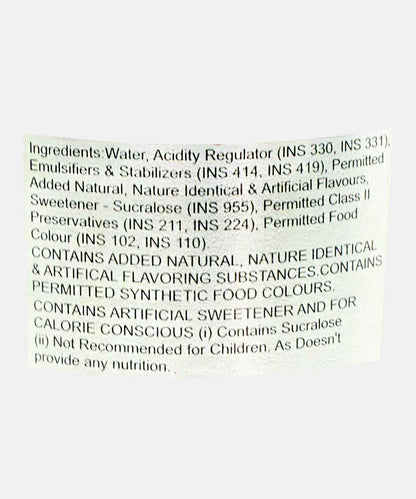 Ingredients:Water, Acidity Regulator (INS 330, INS 331),
Emulsifiers & Stabilizers (INS 414, INS 419), Permitted
Added Natural, Nature Identical & Artificial Flavours,
Sweetener - Sucralose (INS 955), Permitted Class II
Preservatives (INS 211, INS 224), Permitted Food
Colour (INS 102, INS 110).
CONTAINS ADDED NATURAL, NATURE IDENTICAL
& ARTIFICAL FLAVORING SUBSTANCES.CONTAINS
PERMITTED SYNTHETIC FOOD COLOURS.
CONTAINS ARTIFICIAL SWEETENER AND FOR
CALORIE CONSCIOUS (i) Contains Sucralose
(ii) Not Recommended for Children. As Doesn't
provide any nutrition.